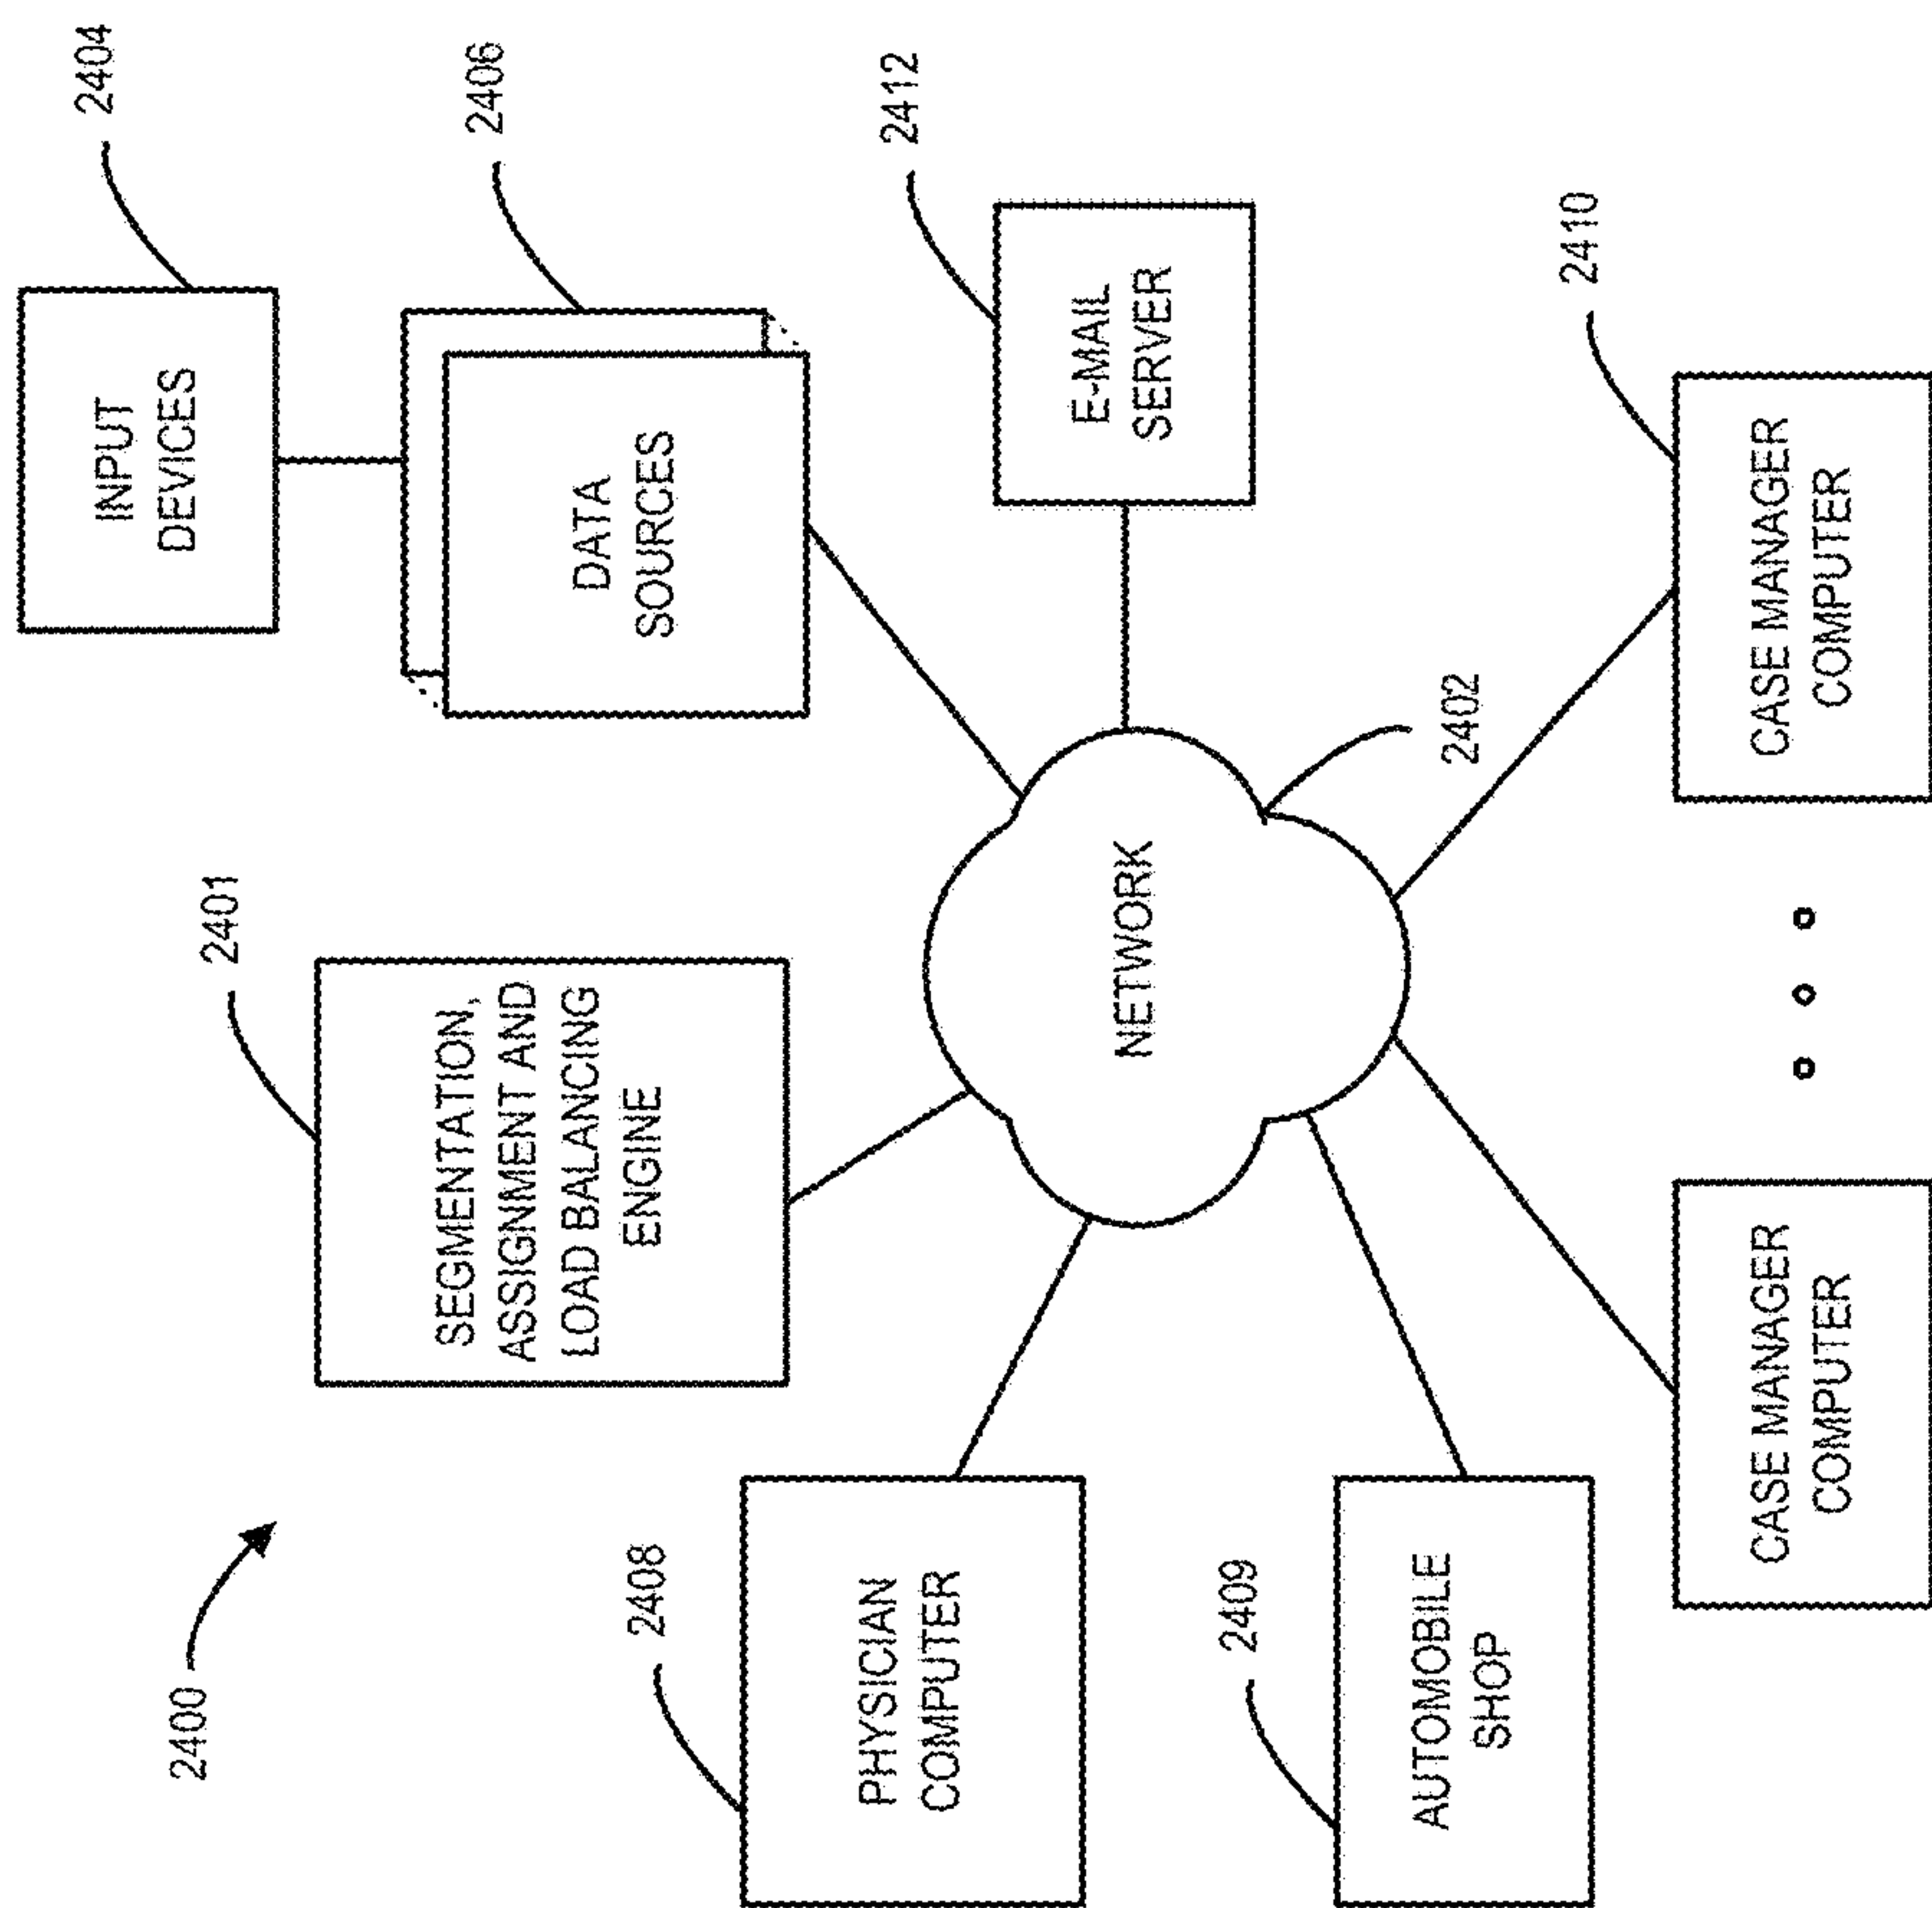 2400
2401
2404
INPUT
DEVICES
SEGMENTATION,
ASSIGNMENT AND
LOAD BALANCING
ENGINE
2406
DATA
SOURCES
2408
PHYSICIAN
COMPUTER
NETWORK
2412
E-MAIL
SERVER
2402
2409
AUTOMOBILE
SHOP
2410
CASE MANAGER
COMPUTER
CASE MANAGER
COMPUTER